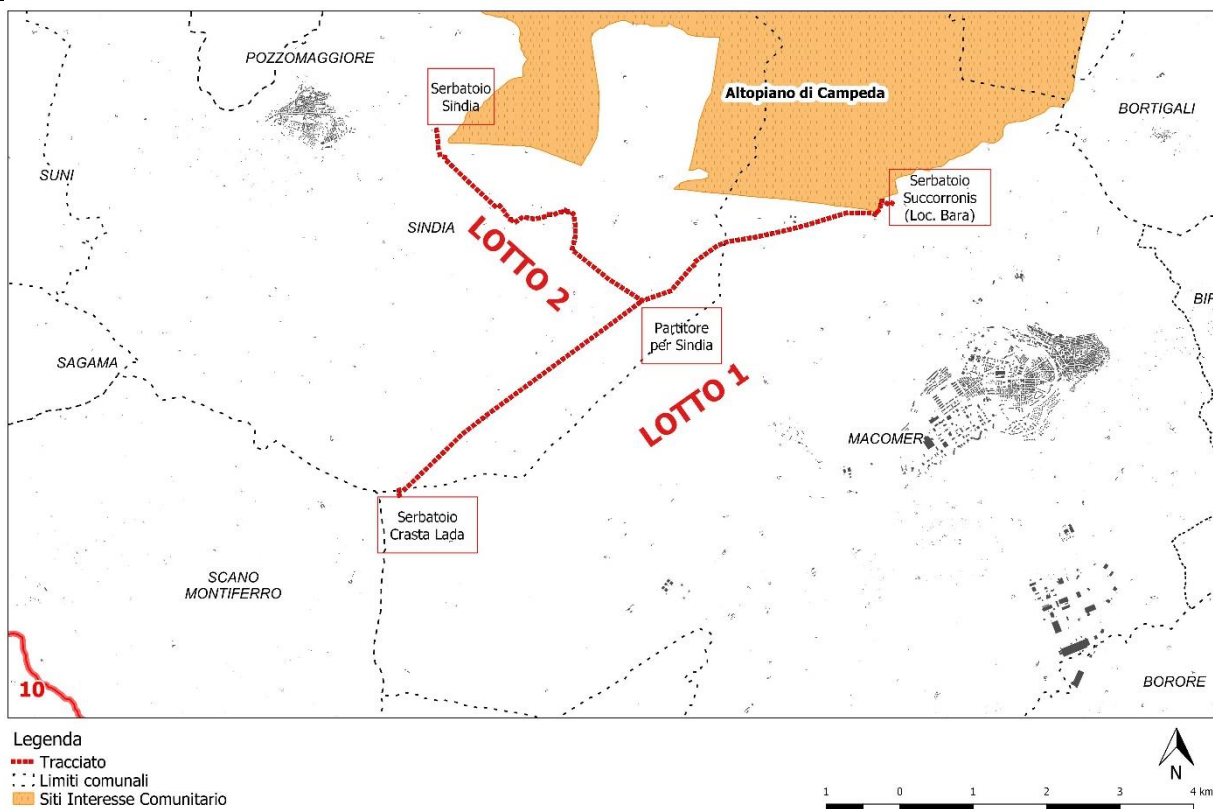 POZZOMAGGIORE
Serbatoio
Sindia
Altopiano di Campeda
BORTIGALI
SUNI
Serbatoio
Succorronis
(Loc. Bara)
SINDIA
LOTTO 2
BIR
Partitore
per Sindia
SAGAMA
LOTTO 1
MACOMER
Serbatoio
Crasta Lada
SCANO
MONTIFERRO
10
BORORE
Legenda
Tracciato
Limiti comunali
Siti Interesse Comunitario
N
1 0 1 2 3 4 km